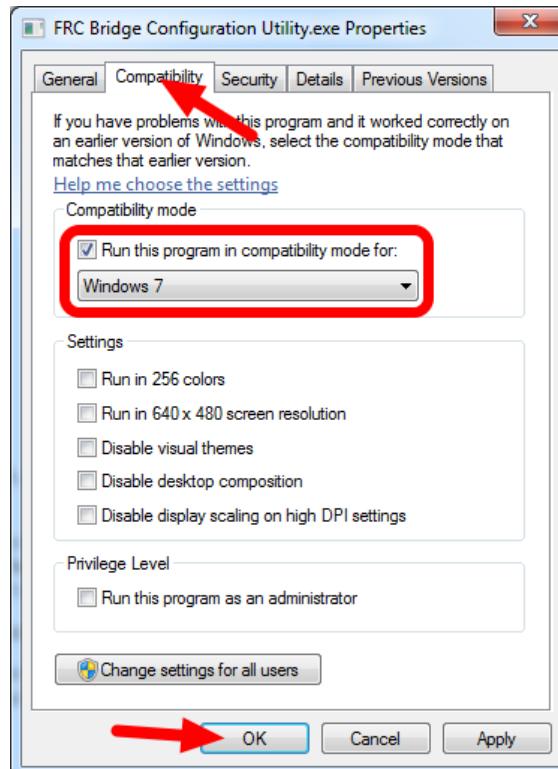 FRC Bridge Configuration Utility.exe Properties
General Compatibility Security Details Previous Versions
If you have problems with this program and it worked correctly on
an earlier version of Windows, select the compatibility mode that
matches that earlier version.
Help me choose the settings
Compatibility mode
Run this program in compatibility mode for:
Windows 7
Settings
Run in 256 colors
Run in 640 x 480 screen resolution
Disable visual themes
Disable desktop composition
Disable display scaling on high DPI settings
Privilege Level
Run this program as an administrator
Change settings for all users
OK Cancel Apply